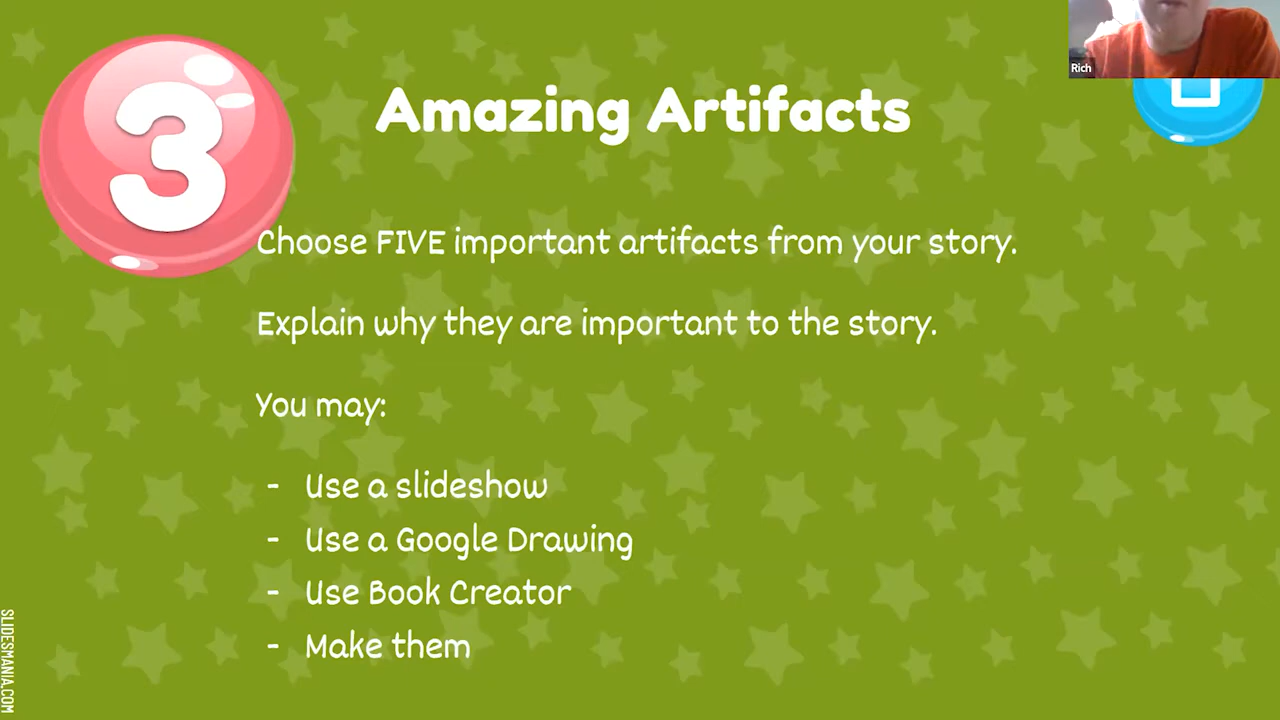 Rich
3
Amazing Artifacts
Choose FIVE important artifacts from your story.
Explain why they are important to the story.
You may:
- Use a slideshow
- Use a Google Drawing
- Use Book Creator
- Make them
SLIDESMANIA.COM